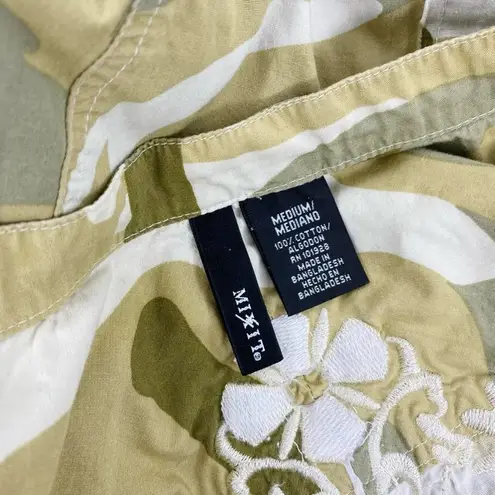 MIXIT®
MEDIUM/
MEDIANO
100% COTTON/
ALGODON
RN 101928
MADE IN
BANGLADESH
HECHO EN
BANGLADESH